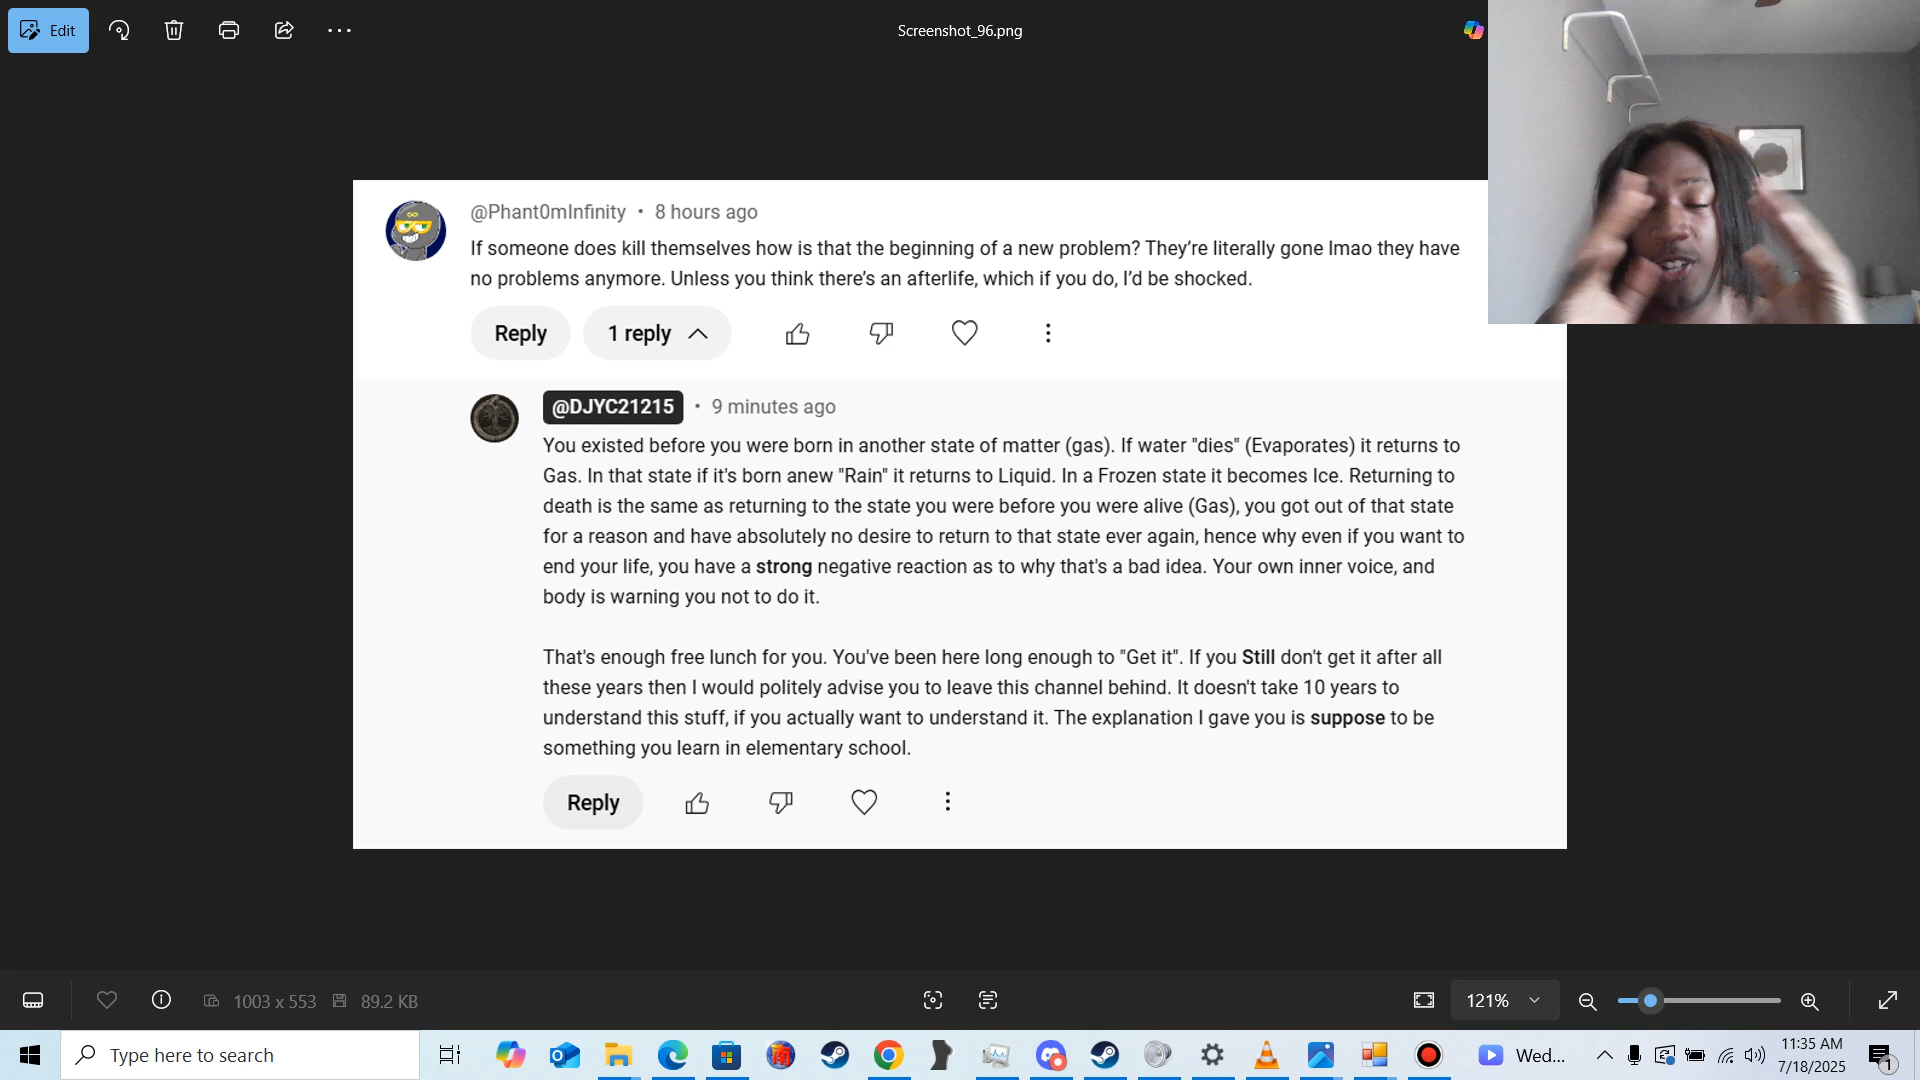 Edit
Screenshot_96.png
@Phant0mInfinity • 8 hours ago
If someone does kill themselves how is that the beginning of a new problem? They’re literally gone lmao they have
no problems anymore. Unless you think there’s an afterlife, which if you do, I’d be shocked.
Reply
1 reply
@DJYC21215 • 9 minutes ago
You existed before you were born in another state of matter (gas). If water "dies" (Evaporates) it returns to
Gas. In that state if it's born anew "Rain" it returns to Liquid. In a Frozen state it becomes Ice. Returning to
death is the same as returning to the state you were before you were alive (Gas), you got out of that state
for a reason and have absolutely no desire to return to that state ever again, hence why even if you want to
end your life, you have a strong negative reaction as to why that's a bad idea. Your own inner voice, and
body is warning you not to do it.
That's enough free lunch for you. You've been here long enough to "Get it". If you Still don't get it after all
these years then I would politely advise you to leave this channel behind. It doesn't take 10 years to
understand this stuff, if you actually want to understand it. The explanation I gave you is suppose to be
something you learn in elementary school.
Reply
1003 x 553
89.2 KB
121%
Type here to search
Wed...
11:35 AM
7/18/2025
1